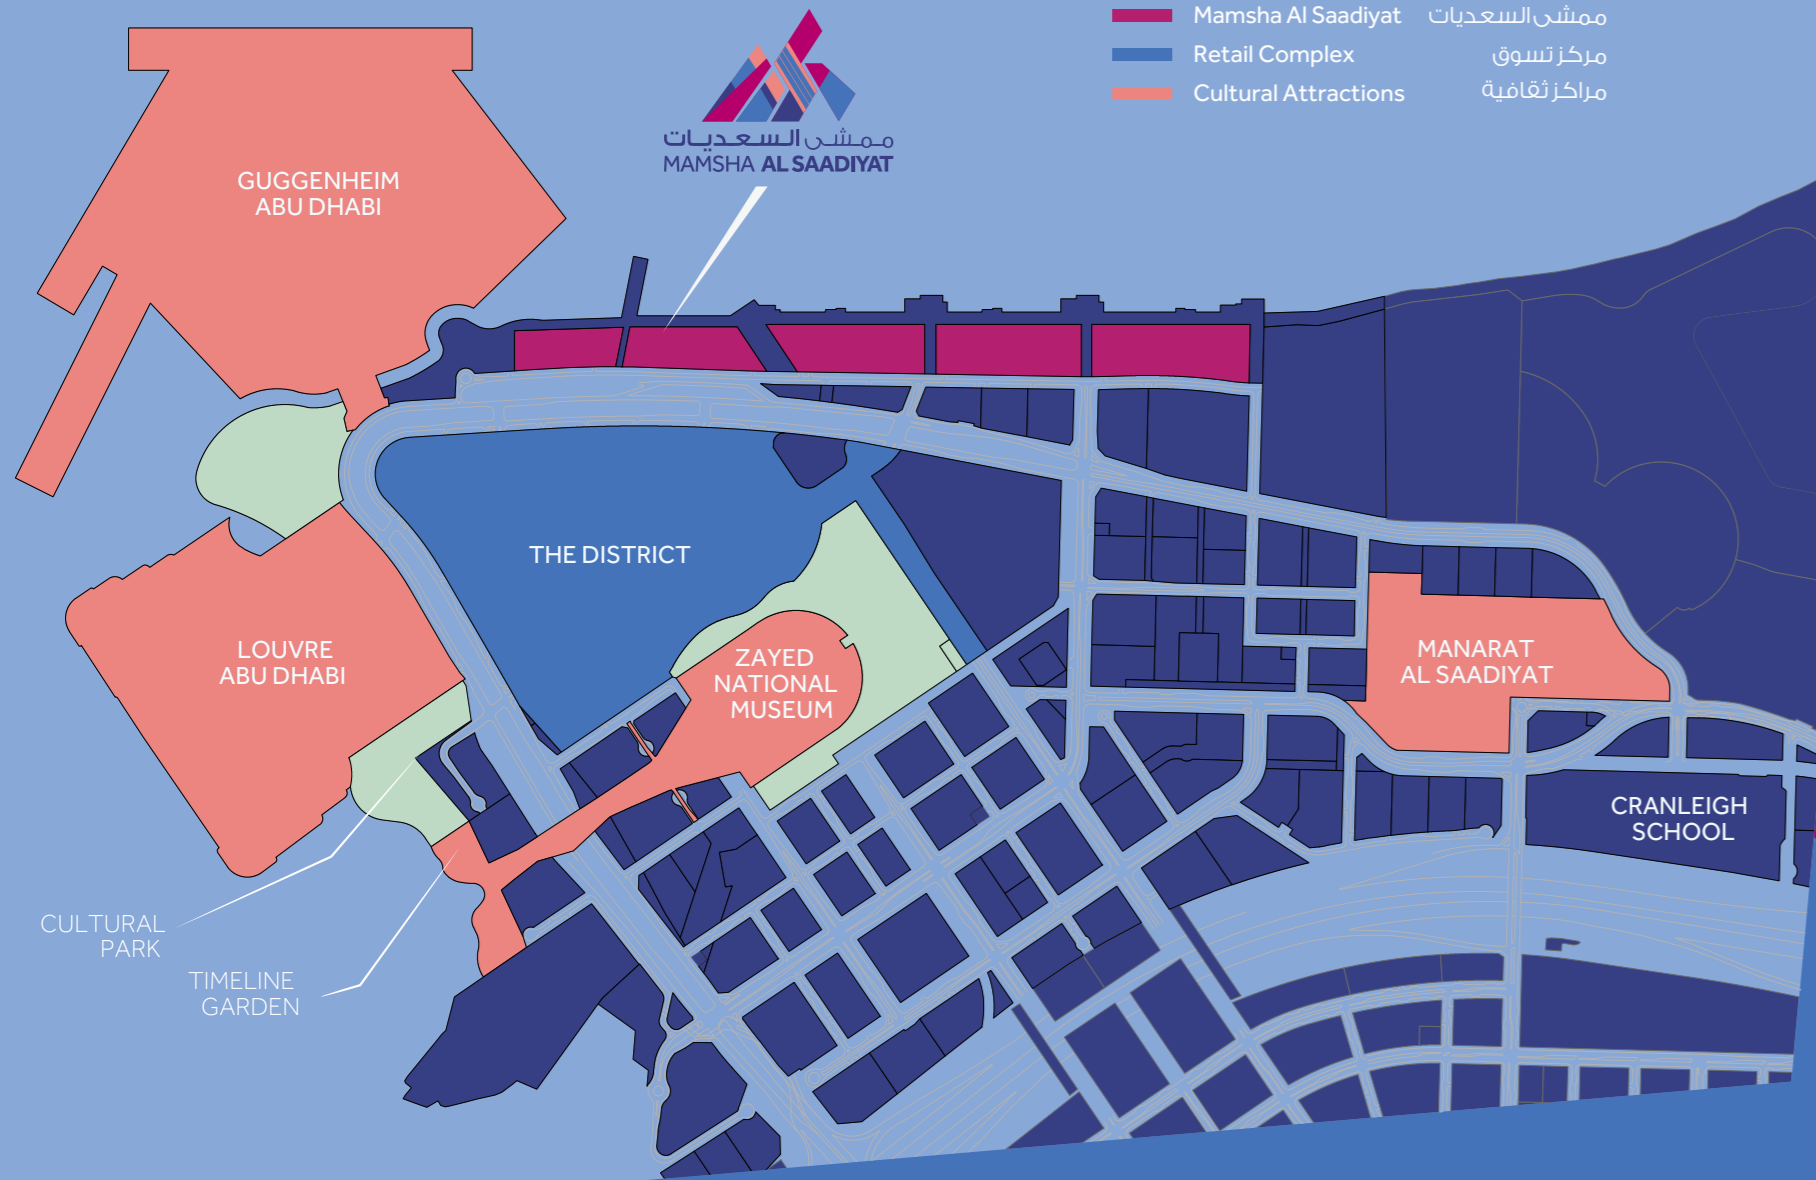 Mamsha Al Saadiyat ممشى السعديات
Retail Complex مركز تسوق
Cultural Attractions مراكز ثقافية
ممشى السعديات
MAMSHA AL SAADIYAT
GUGGENHEIM
ABU DHABI
THE DISTRICT
LOUVRE
ABU DHABI
ZAYED
NATIONAL
MUSEUM
MANARAT
AL SAADIYAT
CRANLEIGH
SCHOOL
CULTURAL
PARK
TIMELINE
GARDEN